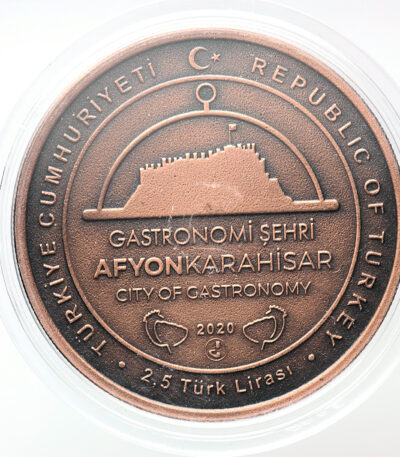 TÜRKİYE CUMHURİYETİ
REPUBLIC OF TURKEY
GASTRONOMİ ŞEHRİ
AFYONKARAHİSAR
CITY OF GASTRONOMY
2020
• 2,5 Türk Lirası •